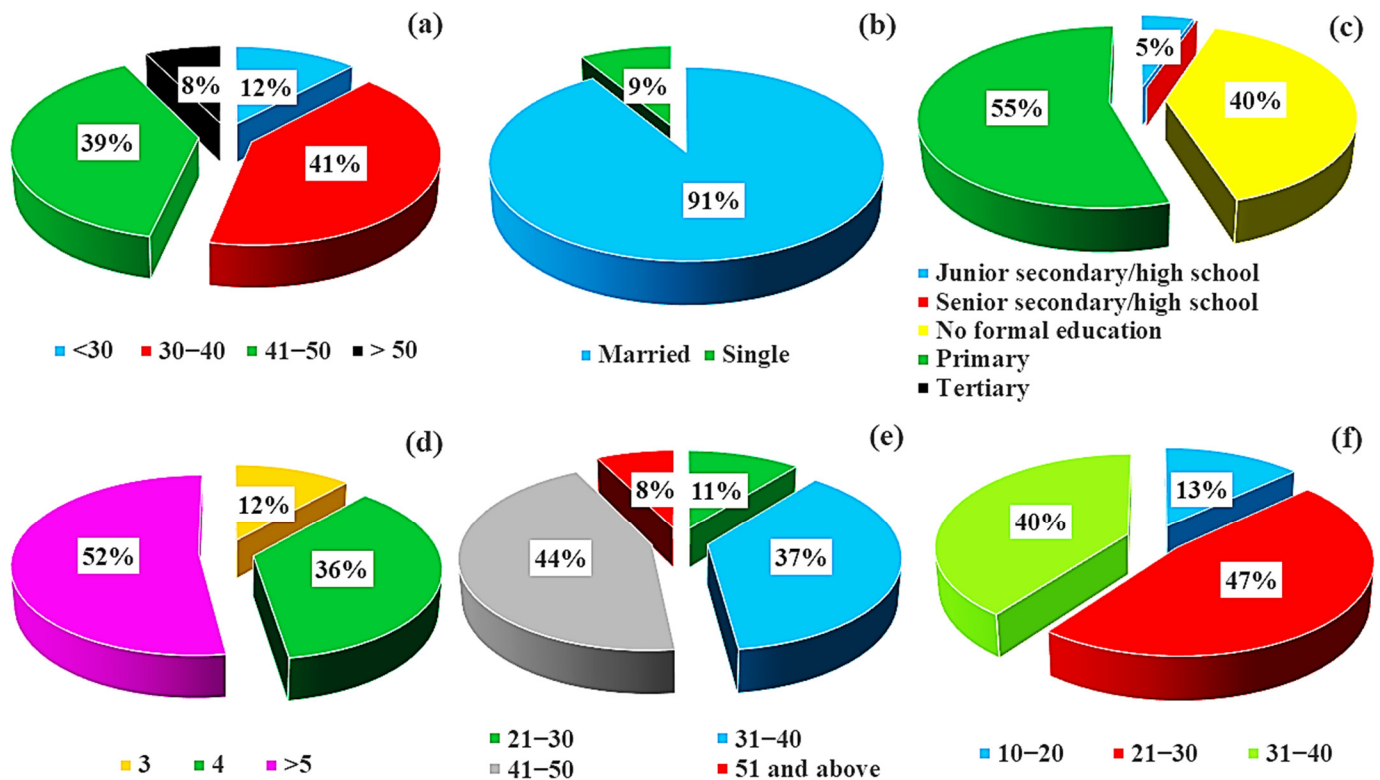 (a)
8%
12%
39%
41%
<30 30−40 41−50 > 50
(b)
9%
91%
Married Single
(c)
5%
55%
40%
Junior secondary/high school
Senior secondary/high school
No formal education
Primary
Tertiary
(d)
12%
52%
36%
3 4 >5
(e)
8%
11%
44%
37%
21−30 31−40
41−50 51 and above
(f)
13%
40%
47%
10−20 21−30 31−40